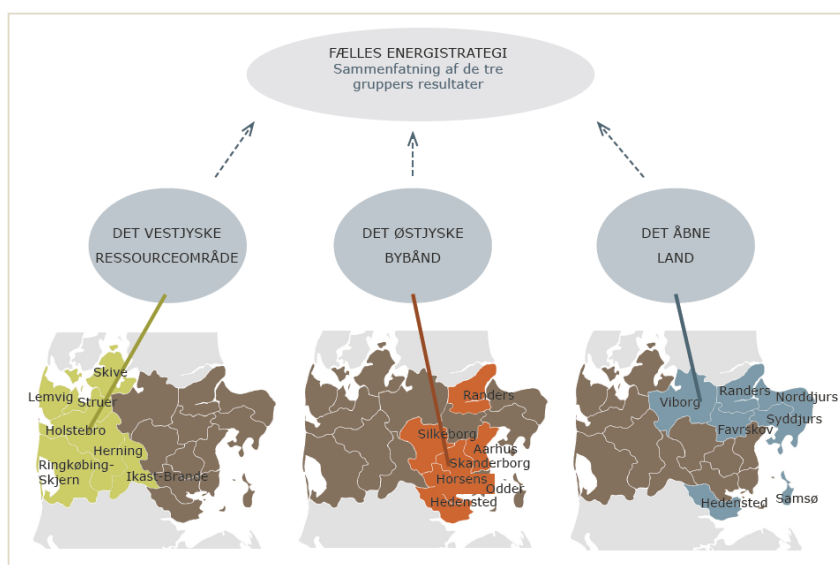 FÆLLES ENERGISTRATEGI
Sammenfatning af de tre
gruppers resultater
DET VESTJYSKE
RESSOURCEOMRÅDE
DET ØSTJYSKE
BYBÅND
DET ÅBNE
LAND
Skive
Lemvig
Struer
Holstebro
Herning
Ringkøbing-
Skjern
Ikast-Brande
Randers
Silkeborg
Aarhus
Skanderborg
Horsens
Odder
Hedensted
Viborg
Randers
Norddjurs
Syddjurs
Favrskov
Hedensted
Samsø